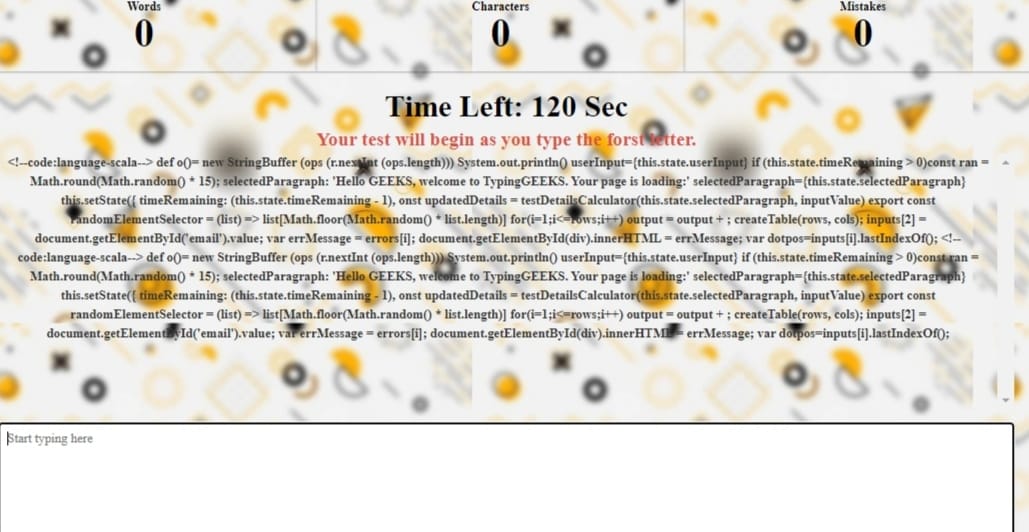 Words
Characters
Mistakes
0
0
0
Time Left: 120 Sec
Your test will begin as you type the forst letter.
<!--code:language-scala--> def o()= new StringBuffer (ops (r.nextInt (ops.length))) System.out.println() userInput={this.state.userInput} if (this.state.timeRemaining > 0)const ran =
Math.round(Math.random() * 15); selectedParagraph: 'Hello GEEKS, welcome to TypingGEEKS. Your page is loading:' selectedParagraph={this.state.selectedParagraph}
this.setState({ timeRemaining: (this.state.timeRemaining - 1), onst updatedDetails = testDetailsCalculator(this.state.selectedParagraph, inputValue) export const
randomElementSelector = (list) => list[Math.floor(Math.random() * list.length)] for(i=1;i<=rows;i++) output = output + ; createTable(rows, cols); inputs[2] =
document.getElementById('email').value; var errMessage = errors[i]; document.getElementById(div).innerHTML = errMessage; var dotpos=inputs[i].lastIndexOf(); <!--
code:language-scala--> def o()= new StringBuffer (ops (r.nextInt (ops.length))) System.out.println() userInput={this.state.userInput} if (this.state.timeRemaining > 0)const ran =
Math.round(Math.random() * 15); selectedParagraph: 'Hello GEEKS, welcome to TypingGEEKS. Your page is loading:' selectedParagraph={this.state.selectedParagraph}
this.setState({ timeRemaining: (this.state.timeRemaining - 1), onst updatedDetails = testDetailsCalculator(this.state.selectedParagraph, inputValue) export const
randomElementSelector = (list) => list[Math.floor(Math.random() * list.length)] for(i=1;i<=rows;i++) output = output + ; createTable(rows, cols); inputs[2] =
document.getElementById('email').value; var errMessage = errors[i]; document.getElementById(div).innerHTML = errMessage; var dotpos=inputs[i].lastIndexOf();
Start typing here